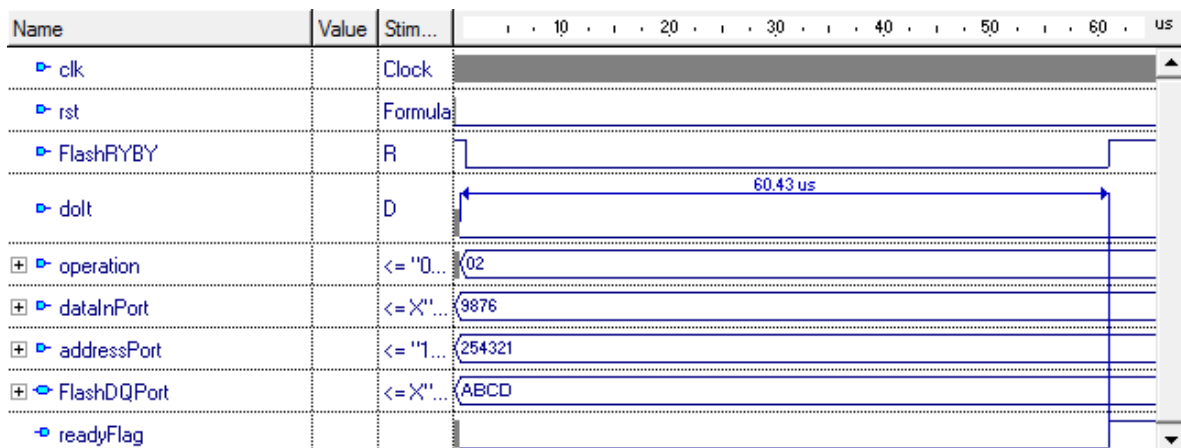 Name Value Stim... 10 20 30 40 50 60 us
clk Clock
rst Formula
FlashRYBY R
60.43 us
doIt D
operation <= "0... 02
dataInPort <= X"... 9876
addressPort <= "1... 254321
FlashDQPort <= X"... ABCD
readyFlag